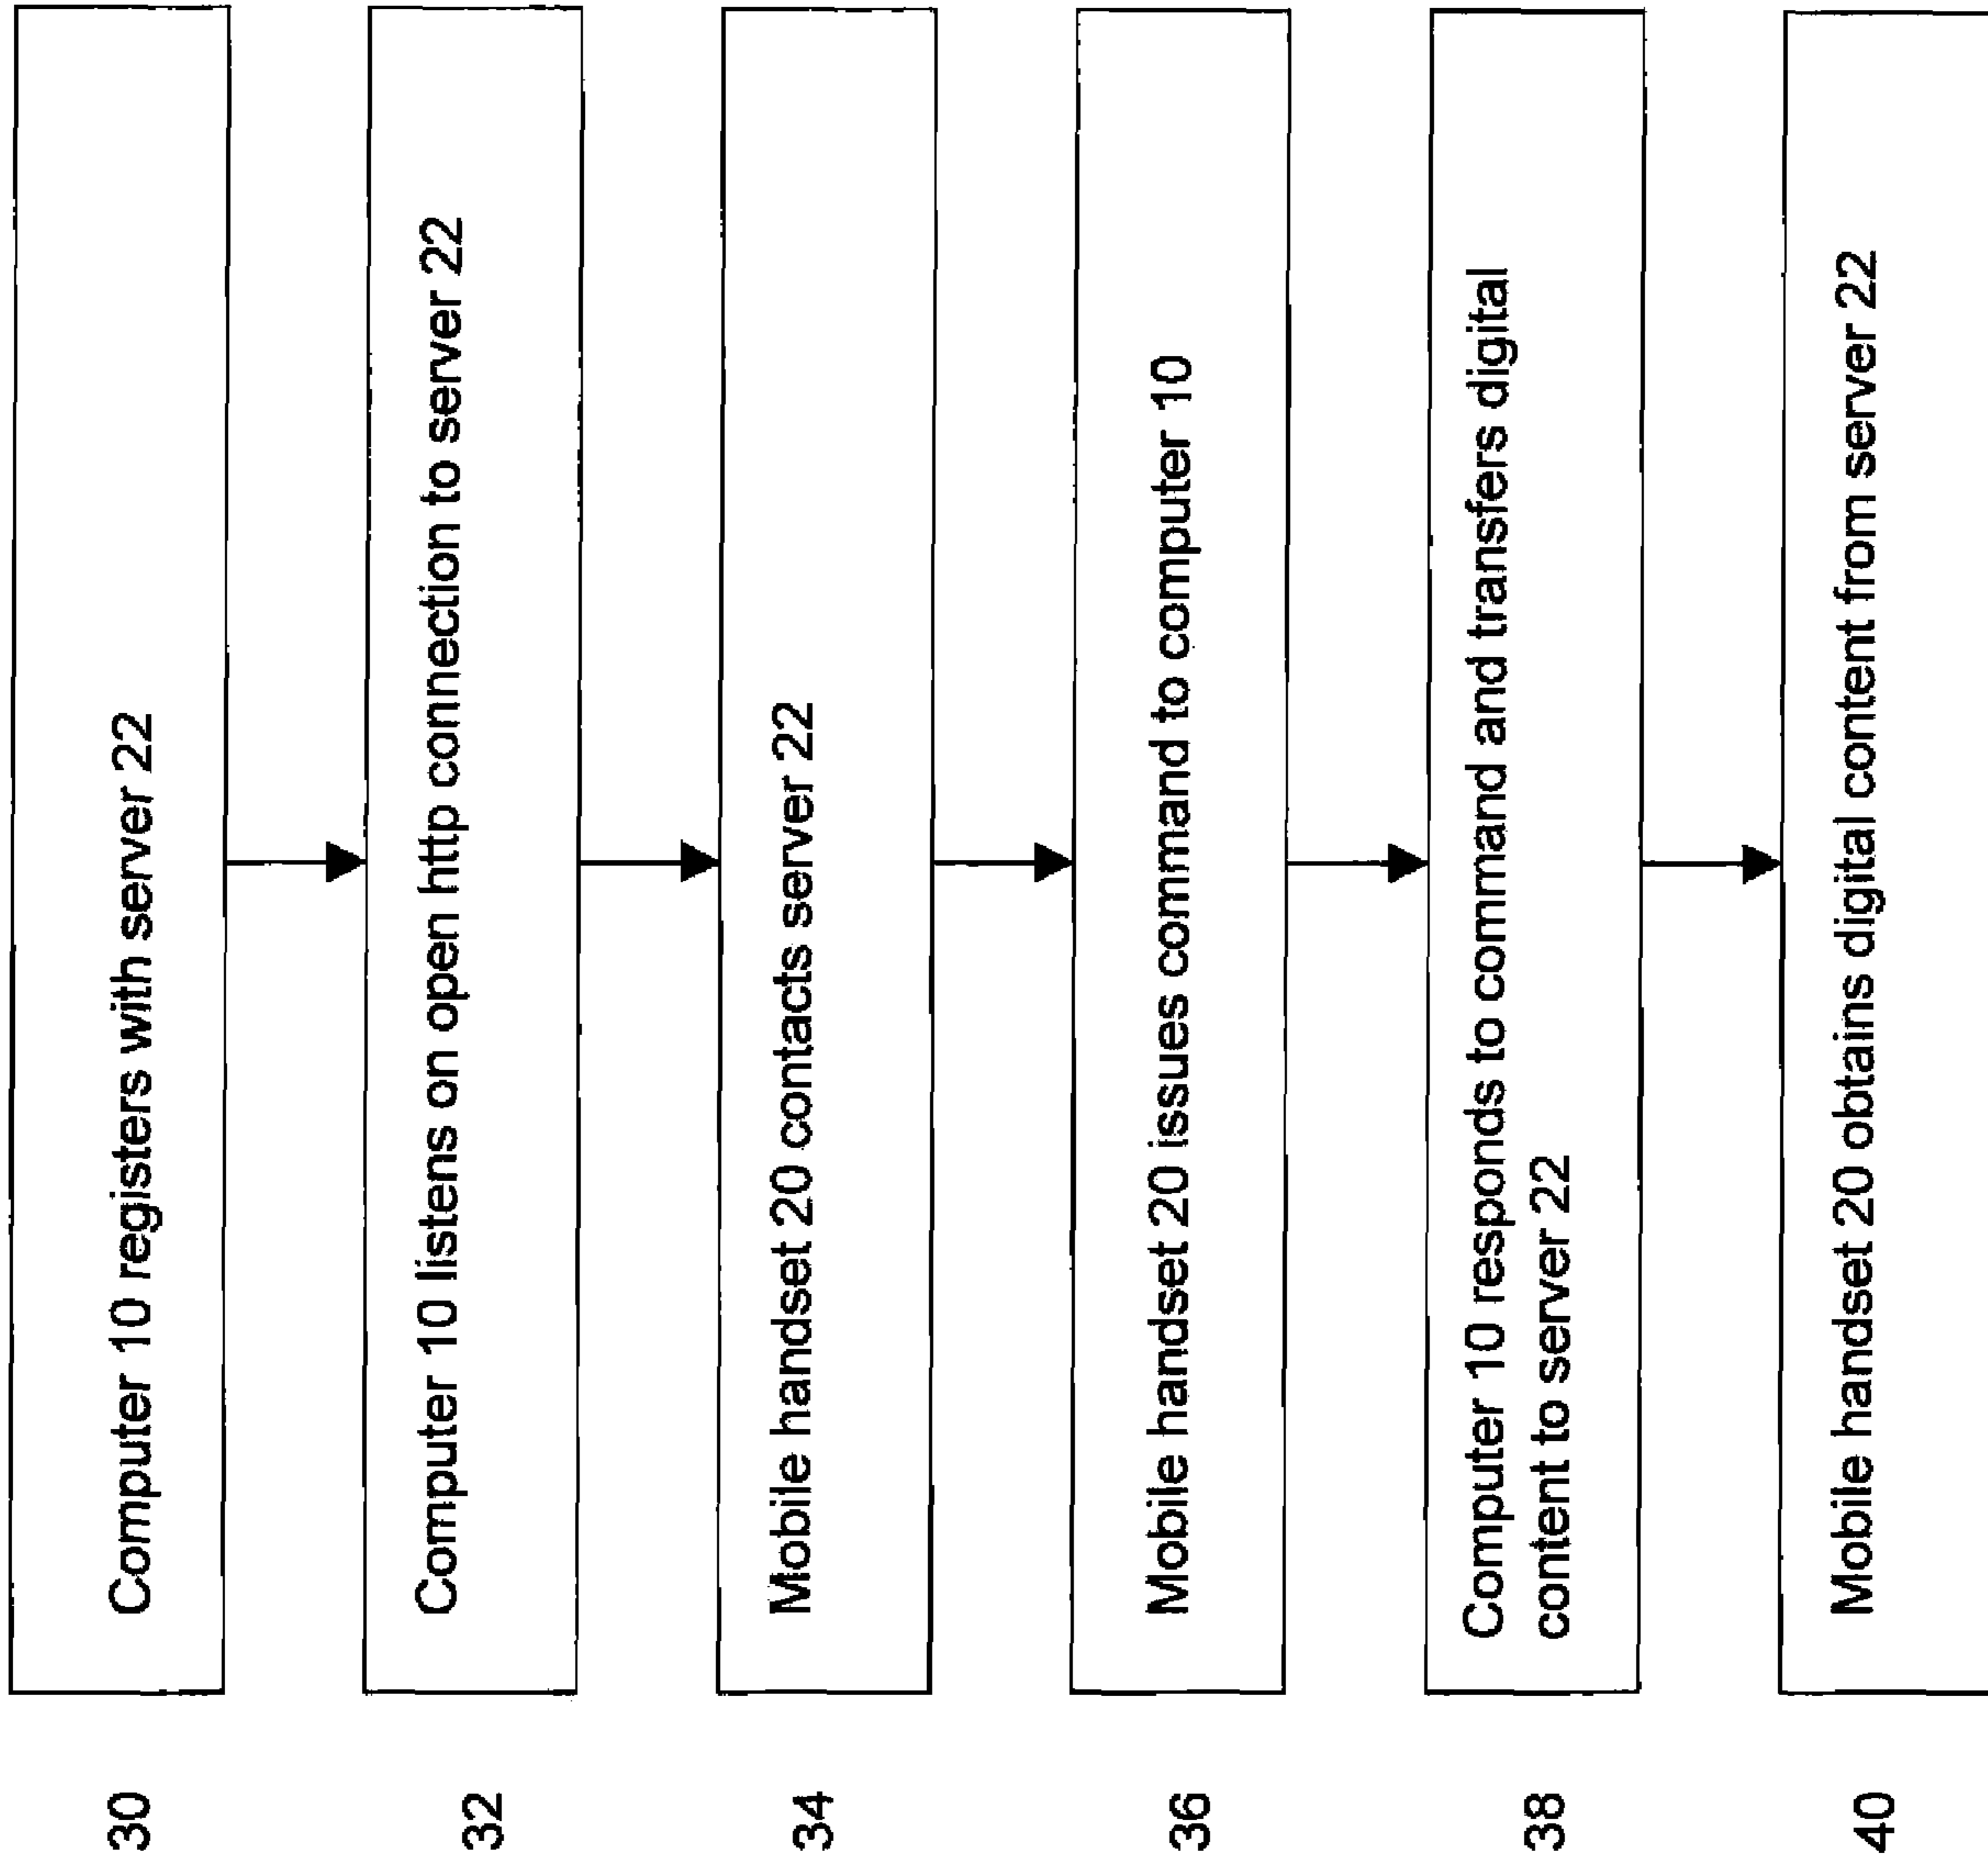 30
Computer 10 registers with server 22
32
Computer 10 listens on open http connection to server 22
34
Mobile handset 20 contacts server 22
36
Mobile handset 20 issues command to computer 10
38
Computer 10 responds to command and transfers digital
content to server 22
40
Mobile handset 20 obtains digital content from server 22